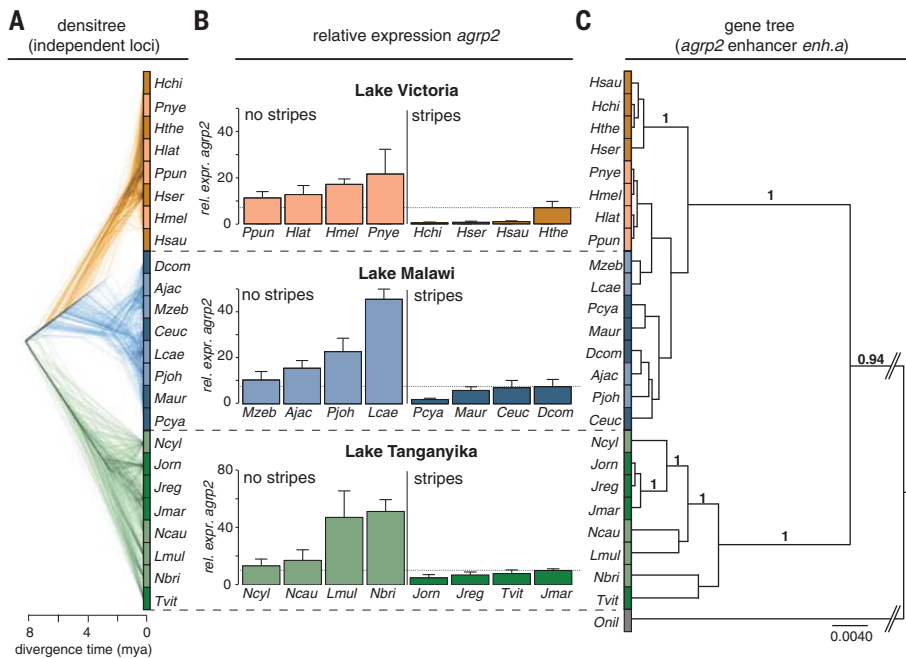 A
densitree
(independent loci)
Hchi
Pnye
Hthe
Hlat
Ppun
Hser
Hmel
Hsau
Dcom
Ajac
Mzeb
Ceuc
Lcae
Pjoh
Maur
Pcya
Ncyl
Jorn
Jreg
Jmar
Ncau
Lmul
Nbri
Tvit
8 4 0
divergence time (mya)
B
relative expression agrp2
Lake Victoria
no stripes stripes
rel. expr. agrp2
40
20
0
Ppun Hlat Hmel Pnye Hchi Hser Hsau Hthe
Lake Malawi
no stripes stripes
rel. expr. agrp2
40
20
0
Mzeb Ajac Pjoh Lcae Pcya Maur Ceuc Dcom
Lake Tanganyika
no stripes stripes
rel. expr. agrp2
80
40
0
Ncyl Ncau Lmul Nbri Jorn Jreg Tvit Jmar
C
gene tree
(agrp2 enhancer enh.a)
Hsau
Hchi
Hthe
Hser
Pnye
Hmel
Hlat
Ppun
Mzeb
Lcae
Pcya
Maur
Dcom
Ajac
Pjoh
Ceuc
Ncyl
Jorn
Jreg
Jmar
Ncau
Lmul
Nbri
Tvit
Onil
1
1
0.94
1
1
1
1
0.0040